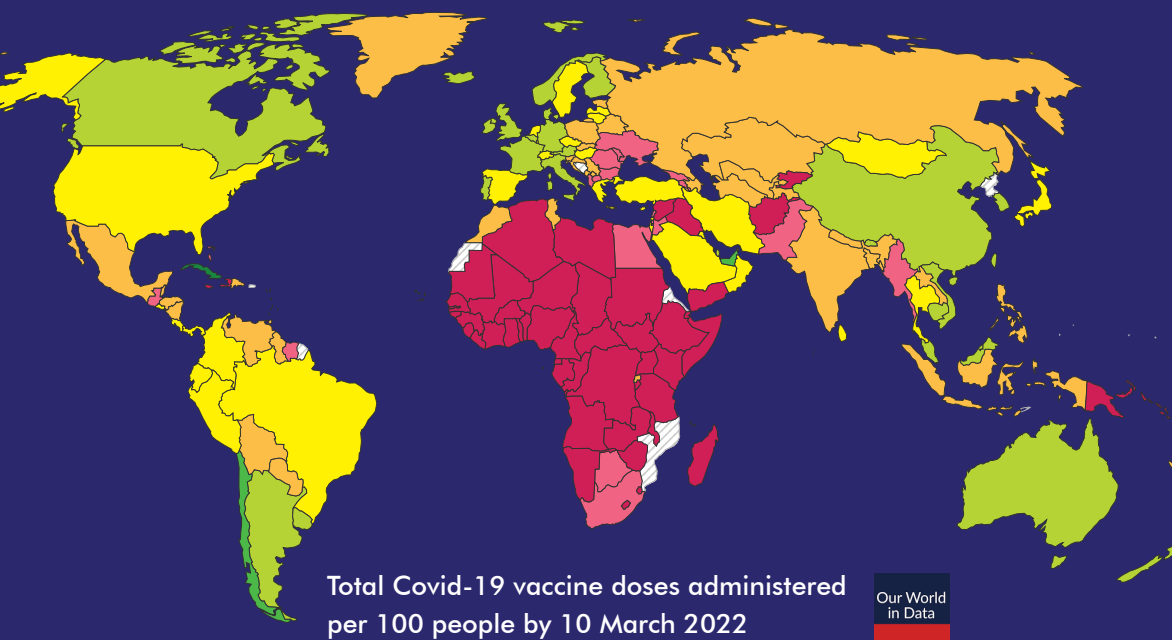 Total Covid-19 vaccine doses administered
per 100 people by 10 March 2022
Our World
in Data